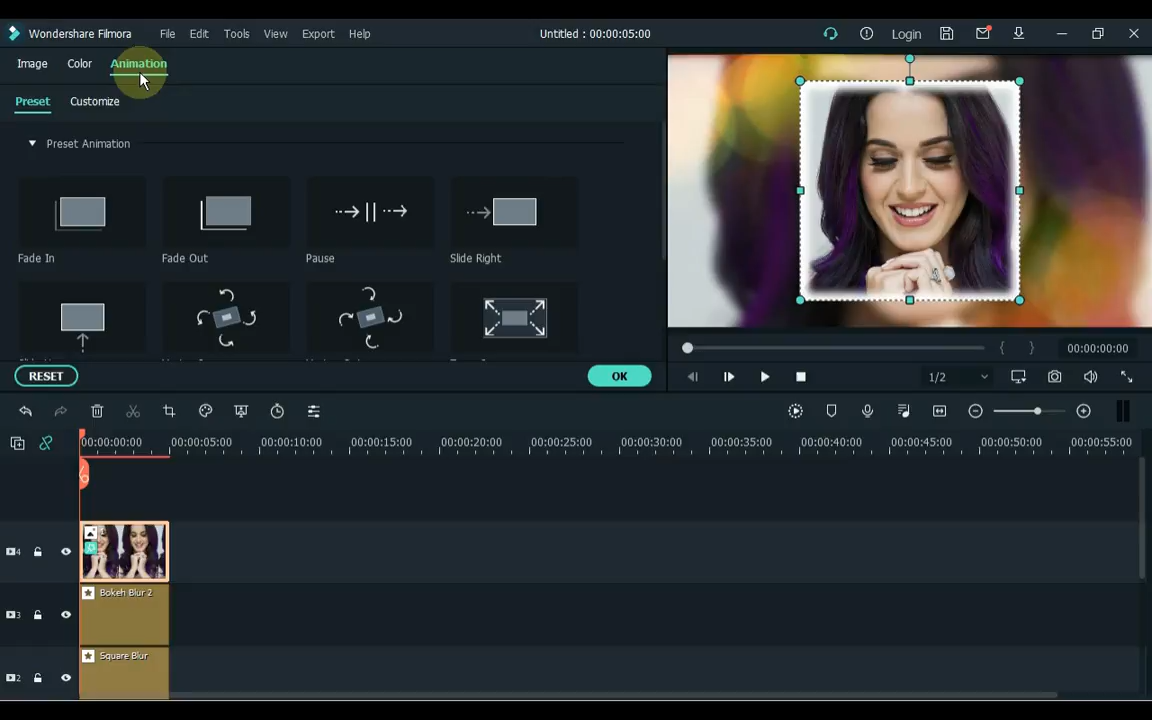 Wondershare Filmora File Edit Tools View Export Help Untitled : 00:00:05:00 Login
Image Color Animation
Preset Customize
Preset Animation
Fade In Fade Out Pause Slide Right
RESET OK
00:00:00:00
1/2
00:00:00:00 00:00:05:00 00:00:10:00 00:00:15:00 00:00:20:00 00:00:25:00 00:00:30:00 00:00:35:00 00:00:40:00 00:00:45:00 00:00:50:00 00:00:55:00
4
Bokeh Blur 2
3
Square Blur
2